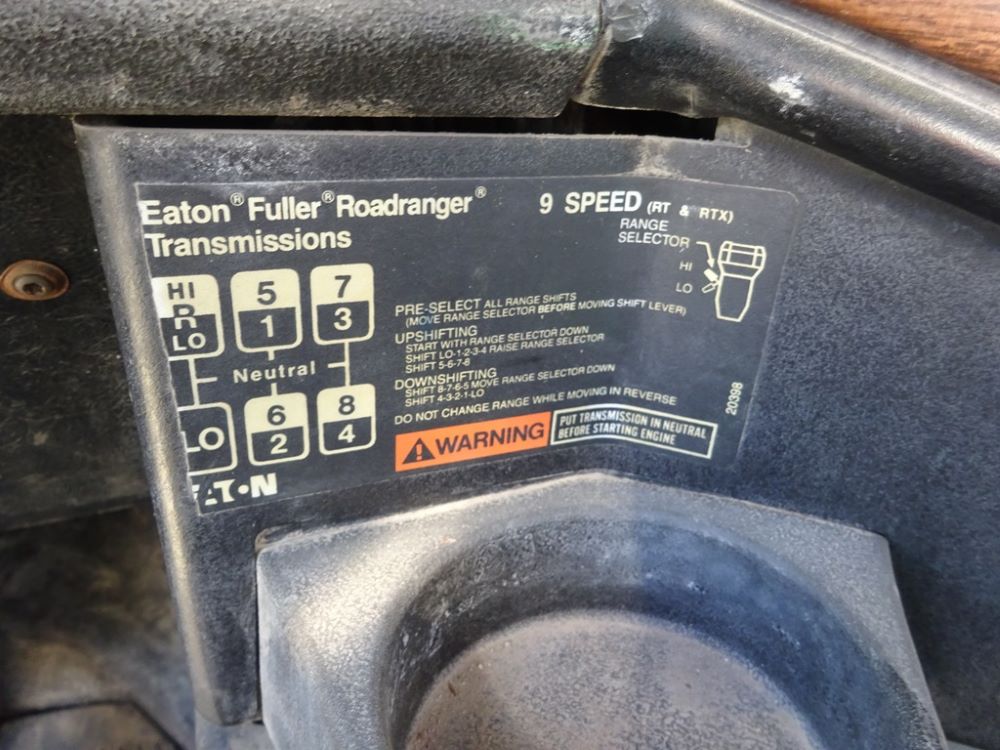 Eaton® Fuller® Roadranger®
Transmissions
9 SPEED (RT & RTX)
RANGE
SELECTOR
HI
LO
HI
R
LO
5
1
7
3
Neutral
LO
6
2
8
4
PRE-SELECT ALL RANGE SHIFTS
(MOVE RANGE SELECTOR BEFORE MOVING SHIFT LEVER)
UPSHIFTING
START WITH RANGE SELECTOR DOWN
SHIFT LO-1-2-3-4 RAISE RANGE SELECTOR
SHIFT 5-6-7-8
DOWNSHIFTING
SHIFT 8-7-6-5 MOVE RANGE SELECTOR DOWN
SHIFT 4-3-2-1-LO
DO NOT CHANGE RANGE WHILE MOVING IN REVERSE
WARNING
PUT TRANSMISSION IN NEUTRAL
BEFORE STARTING ENGINE
20398
EAT•N